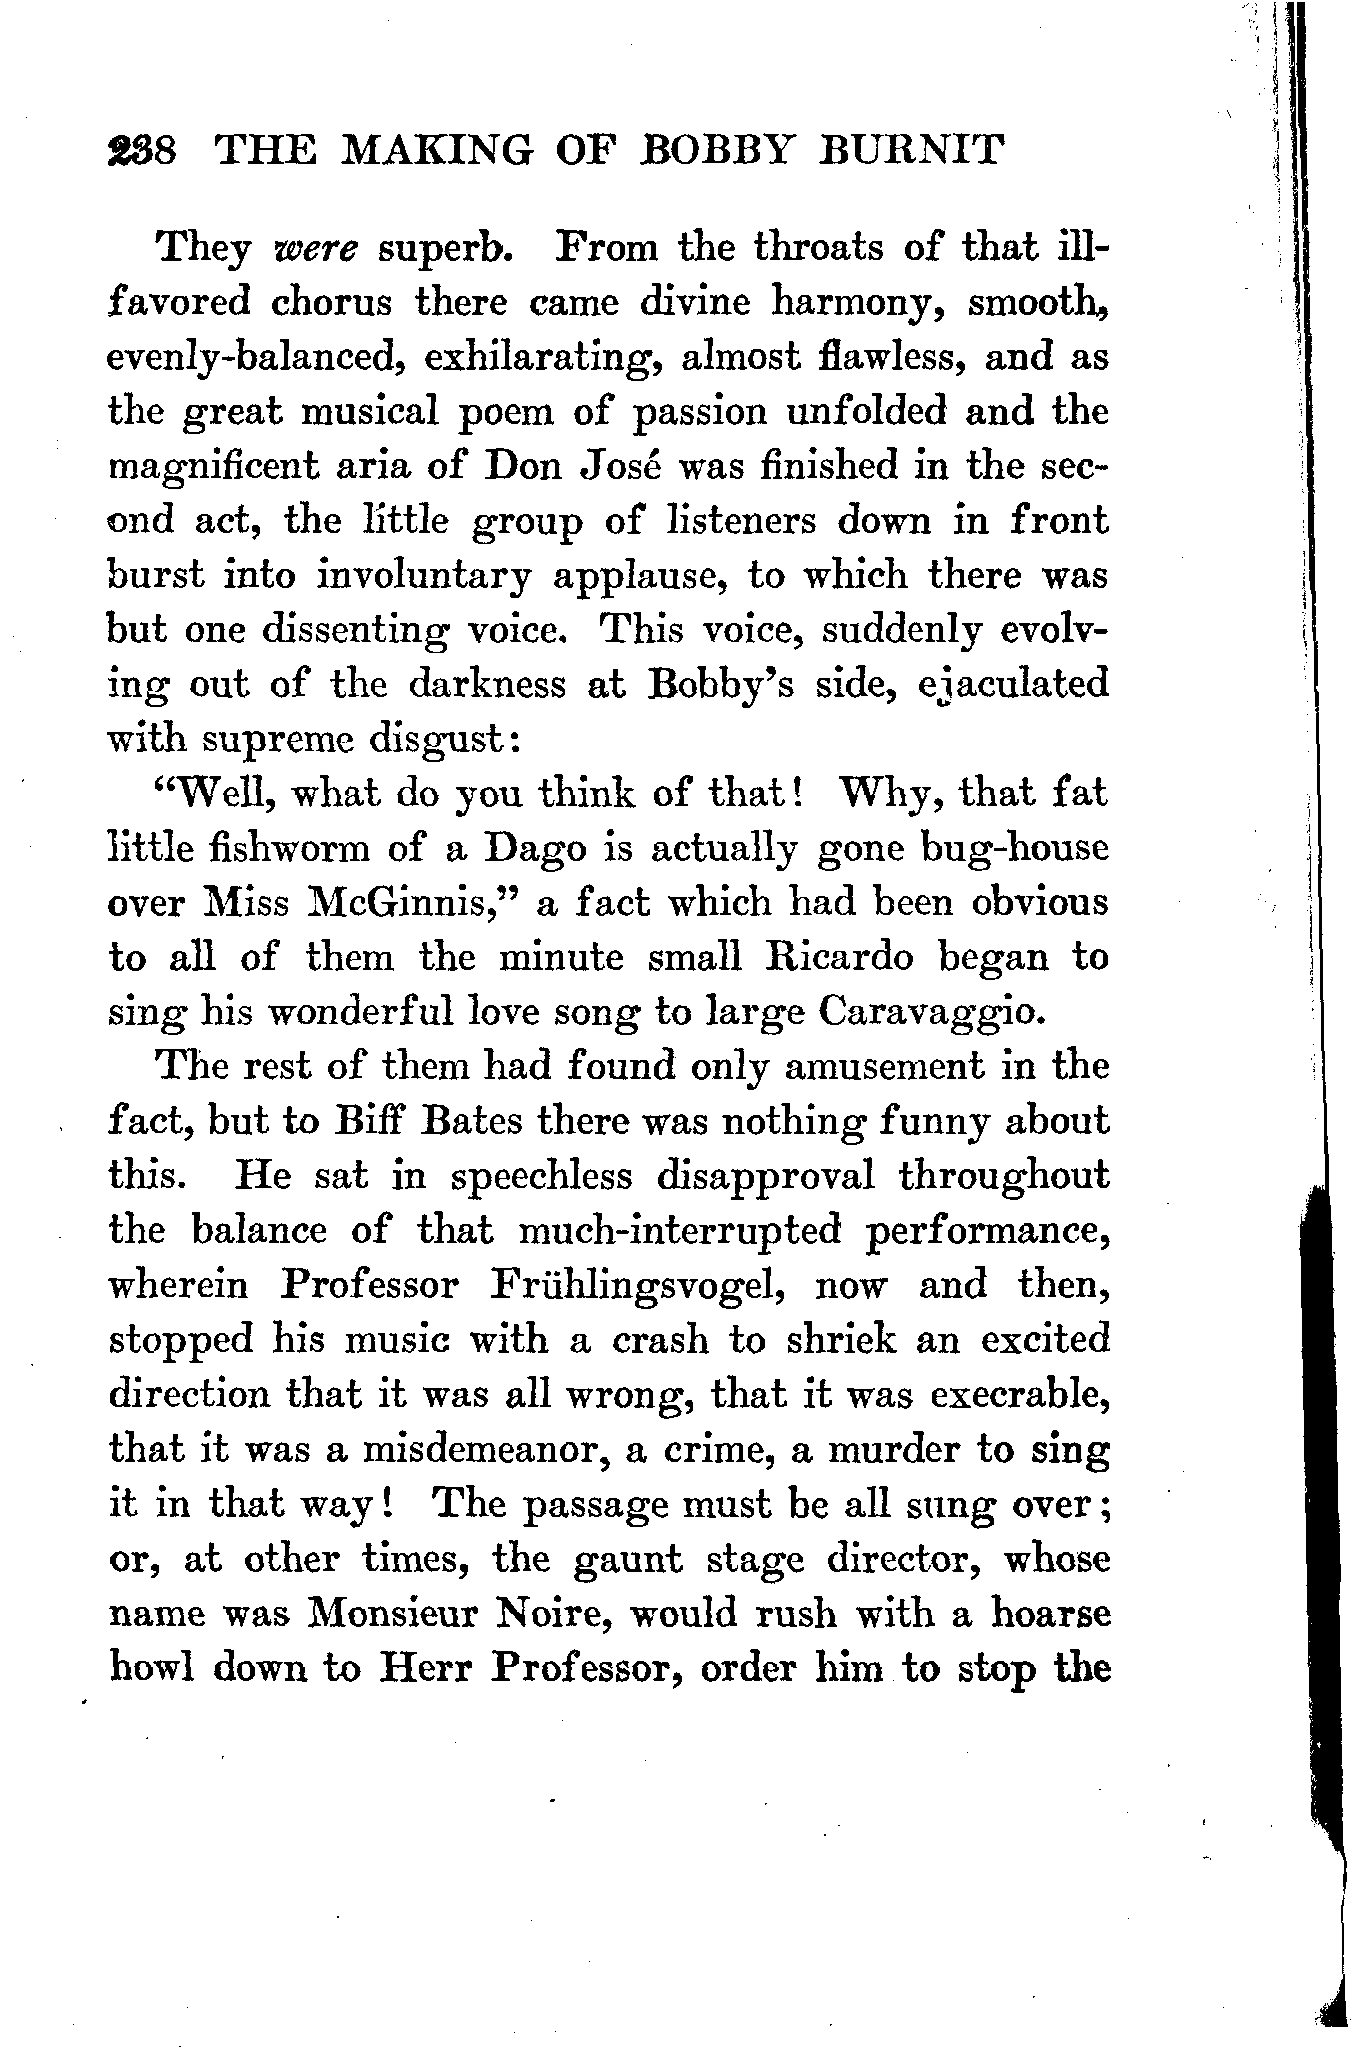 238 THE MAKING OF BOBBY BURNIT
They were superb. From the throats of that ill-
favored chorus there came divine harmony, smooth,
evenly-balanced, exhilarating, almost flawless, and as
the great musical poem of passion unfolded and the
magnificent aria of Don José was finished in the sec-
ond act, the little group of listeners down in front
burst into involuntary applause, to which there was
but one dissenting voice. This voice, suddenly evolv-
ing out of the darkness at Bobby's side, ejaculated
with supreme disgust:
"Well, what do you think of that! Why, that fat
little fishworm of a Dago is actually gone bug-house
over Miss McGinnis," a fact which had been obvious
to all of them the minute small Ricardo began to
sing his wonderful love song to large Caravaggio.
The rest of them had found only amusement in the
fact, but to Biff Bates there was nothing funny about
this. He sat in speechless disapproval throughout
the balance of that much-interrupted performance,
wherein Professor Frühlingsvogel, now and then,
stopped his music with a crash to shriek an excited
direction that it was all wrong, that it was execrable,
that it was a misdemeanor, a crime, a murder to sing
it in that way! The passage must be all sung over;
or, at other times, the gaunt stage director, whose
name was Monsieur Noire, would rush with a hoarse
howl down to Herr Professor, order him to stop the